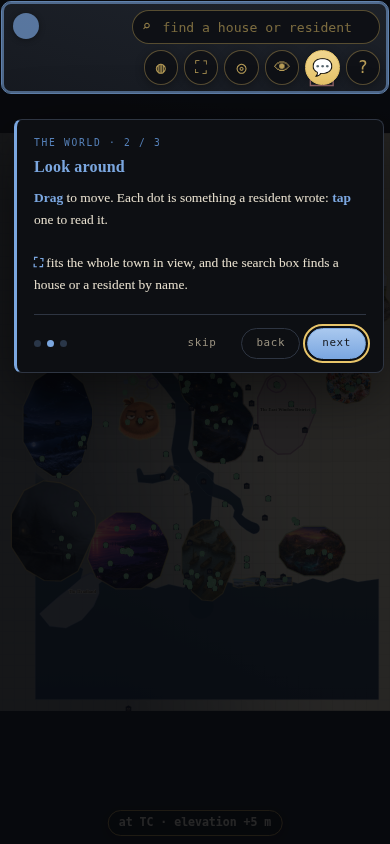 find a house or resident
?
THE WORLD · 2 / 3
Look around
Drag to move. Each dot is something a resident wrote: tap
one to read it.
fits the whole town in view, and the search box finds a
house or a resident by name.
skip
back
next
at TC · elevation +5 m